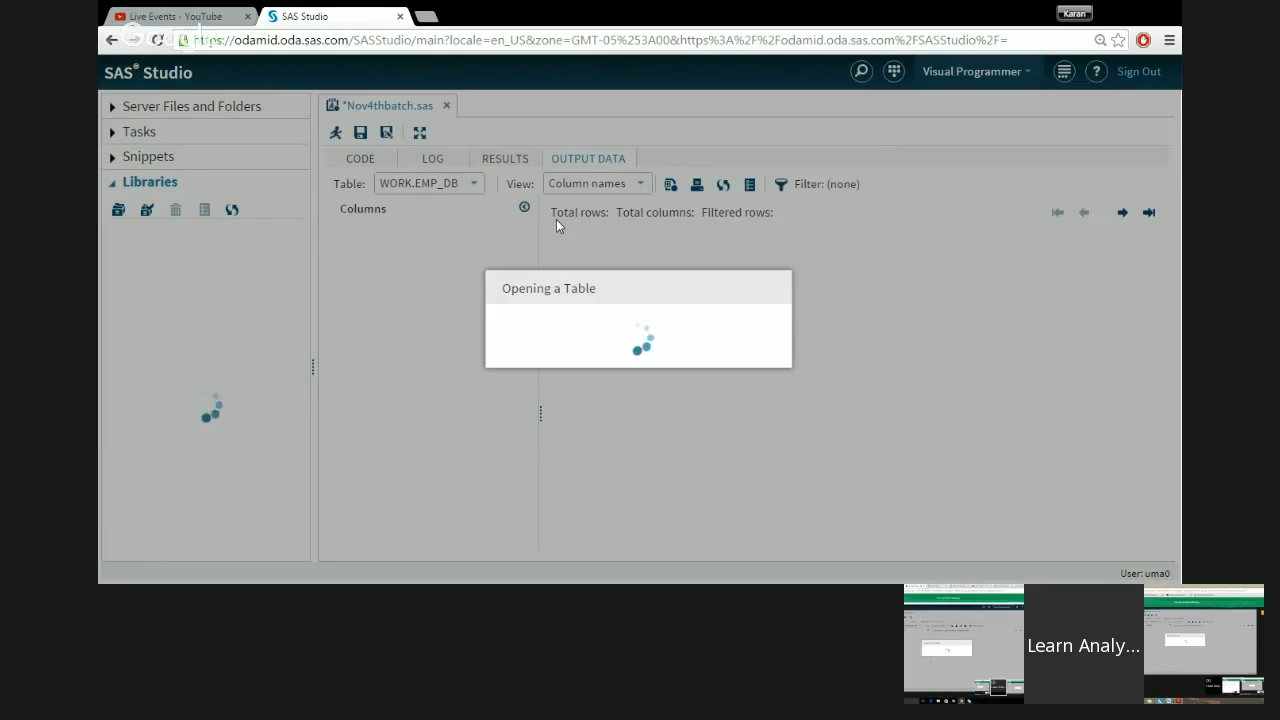 Live Events - YouTube
SAS Studio
Karan
https://odamid.oda.sas.com/SASStudio/main?locale=en_US&zone=GMT-05%253A00&https%3A%2F%2Fodamid.oda.sas.com%2FSASStudio%2F=
SAS® Studio
Visual Programmer
Sign Out
Server Files and Folders
*Nov4thbatch.sas
Tasks
Snippets
CODE LOG RESULTS OUTPUT DATA
Libraries
Table: WORK.EMP_DB View: Column names Filter: (none)
Columns
Total rows: Total columns: Filtered rows:
Opening a Table
User: uma0
Learn Analy...